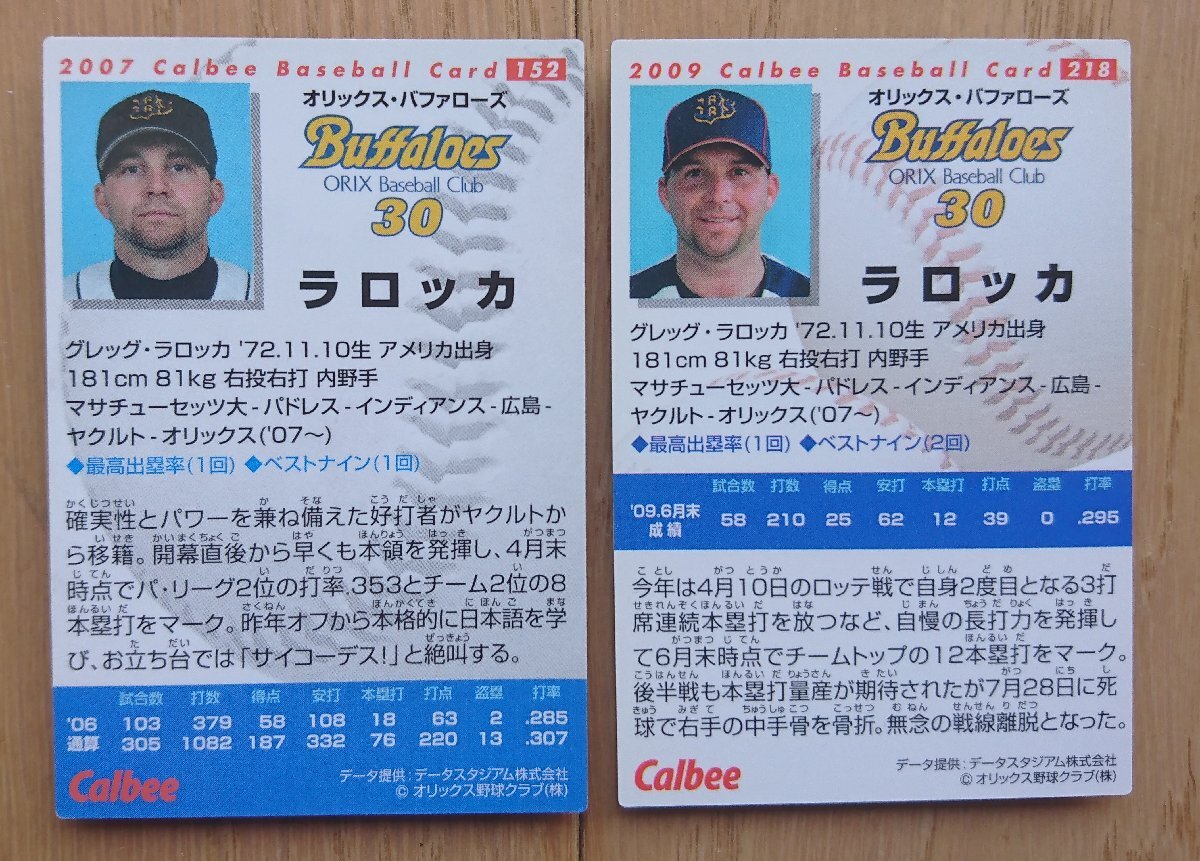 2007 Calbee Baseball Card 152
オリックス・バファローズ
Buffaloes
ORIX Baseball Club
30
ラロッカ
グレッグ・ラロッカ '72.11.10生 アメリカ出身
181cm 81kg 右投右打 内野手
マサチューセッツ大-パドレス-インディアンス-広島-
ヤクルト-オリックス('07〜)
◆最高出塁率(1回) ◆ベストナイン(1回)
確実性とパワーを兼ね備えた好打者がヤクルトか
ら移籍。開幕直後から早くも本領を発揮し、4月末
時点でパ・リーグ2位の打率.353とチーム2位の8
本塁打をマーク。昨年オフから本格的に日本語を学
び、お立ち台では「サイコーデス!」と絶叫する。
試合数 打数 得点 安打 本塁打 打点 盗塁 打率
'06 103 379 58 108 18 63 2 .285
通算 305 1082 187 332 76 220 13 .307
Calbee
データ提供:データスタジアム株式会社
© オリックス野球クラブ(株)
2009 Calbee Baseball Card 218
オリックス・バファローズ
Buffaloes
ORIX Baseball Club
30
ラロッカ
グレッグ・ラロッカ '72.11.10生 アメリカ出身
181cm 81kg 右投右打 内野手
マサチューセッツ大-パドレス-インディアンス-広島-
ヤクルト-オリックス('07〜)
◆最高出塁率(1回) ◆ベストナイン(2回)
試合数 打数 得点 安打 本塁打 打点 盗塁 打率
'09.6月末
成績 58 210 25 62 12 39 0 .295
今年は4月10日のロッテ戦で自身2度目となる3打
席連続本塁打を放つなど、自慢の長打力を発揮し
て6月末時点でチームトップの12本塁打をマーク。
後半戦も本塁打量産が期待されたが7月28日に死
球で右手の中手骨を骨折。無念の戦線離脱となった。
Calbee
データ提供:データスタジアム株式会社
© オリックス野球クラブ(株)